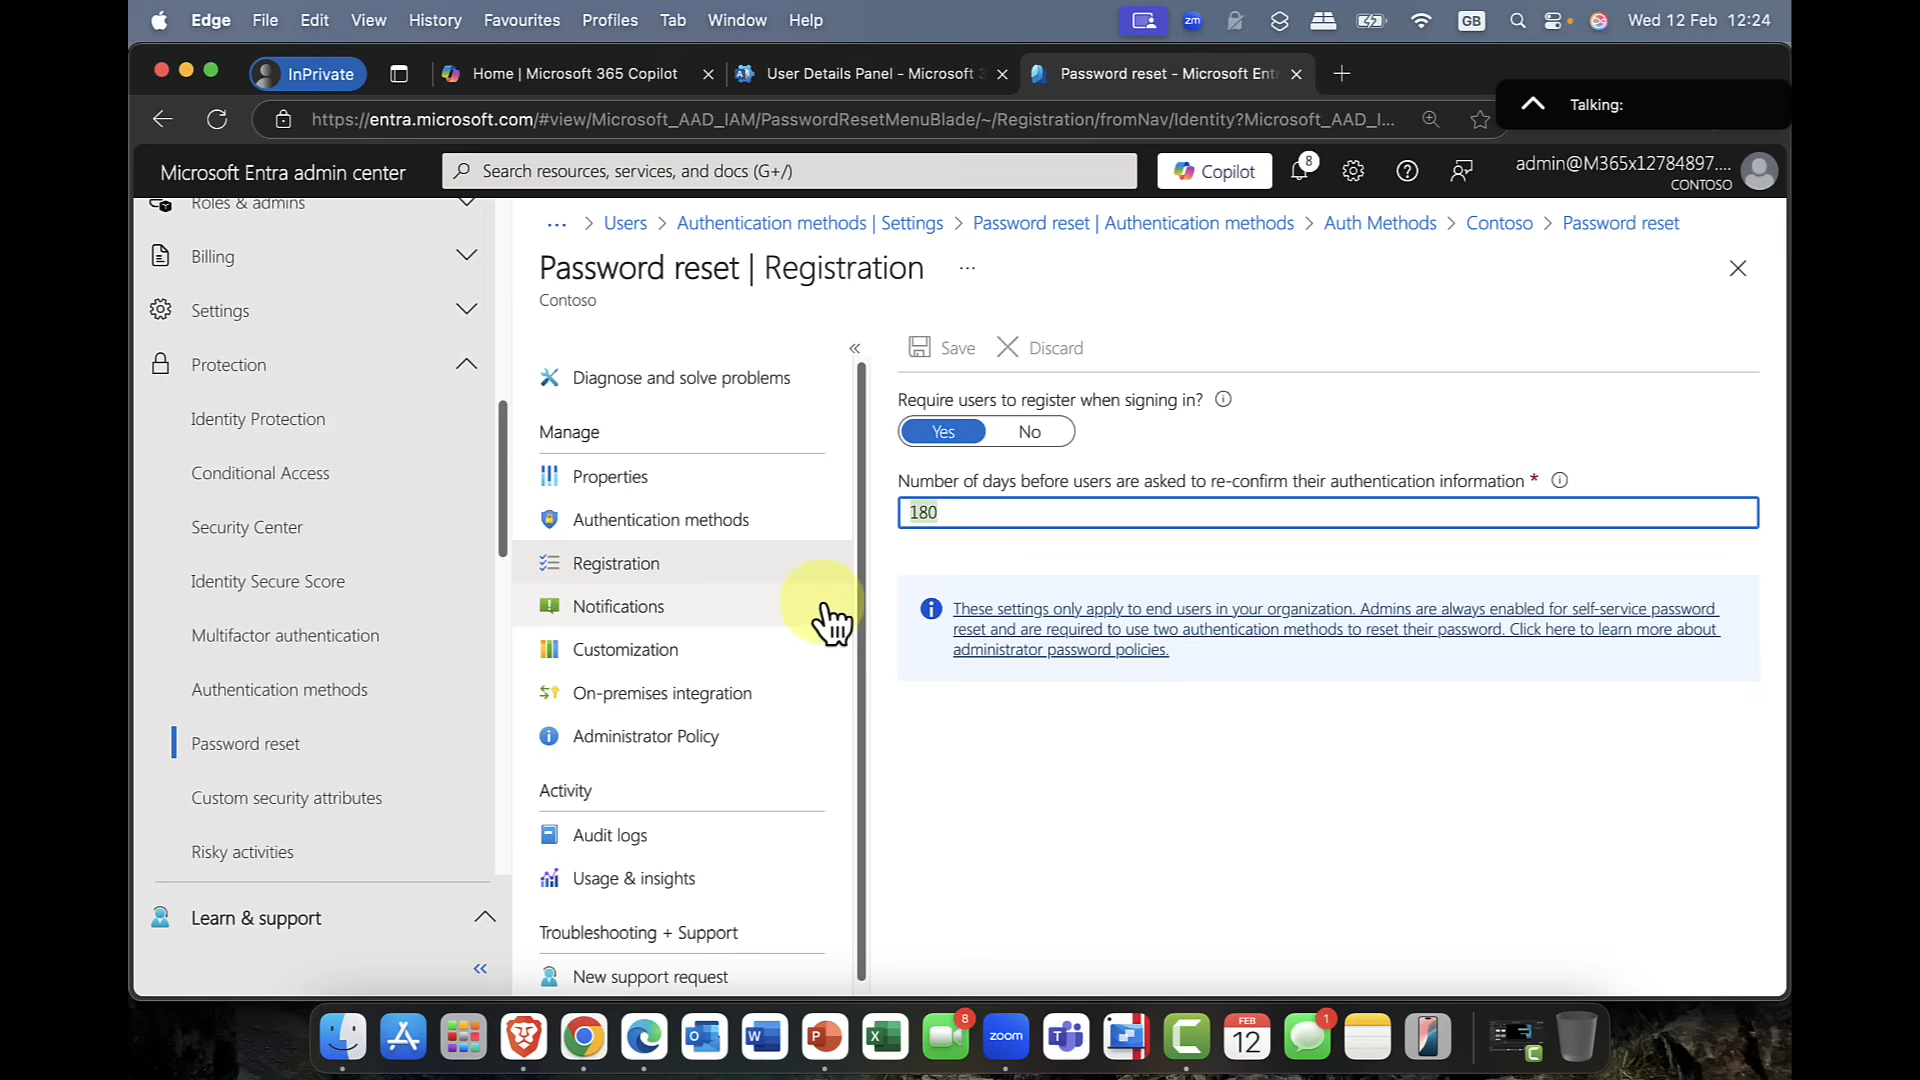 Edge File Edit View History Favourites Profiles Tab Window Help zm GB Wed 12 Feb 12:24
InPrivate Home | Microsoft 365 Copilot User Details Panel - Microsoft 3 Password reset - Microsoft Ent
https://entra.microsoft.com/#view/Microsoft_AAD_IAM/PasswordResetMenuBlade/~/Registration/fromNav/Identity?Microsoft_AAD_I...
Talking:
Microsoft Entra admin center
Search resources, services, and docs (G+/)
Copilot
8
admin@M365x12784897....
CONTOSO
Roles & admins
Billing
Settings
Protection
Identity Protection
Conditional Access
Security Center
Identity Secure Score
Multifactor authentication
Authentication methods
Password reset
Custom security attributes
Risky activities
Learn & support
... > Users > Authentication methods | Settings > Password reset | Authentication methods > Auth Methods > Contoso > Password reset
Password reset | Registration ...
Contoso
Diagnose and solve problems
Manage
Properties
Authentication methods
Registration
Notifications
Customization
On-premises integration
Administrator Policy
Activity
Audit logs
Usage & insights
Troubleshooting + Support
New support request
Save Discard
Require users to register when signing in?
Yes No
Number of days before users are asked to re-confirm their authentication information *
180
These settings only apply to end users in your organization. Admins are always enabled for self-service password
reset and are required to use two authentication methods to reset their password. Click here to learn more about
administrator password policies.
8 zoom FEB 12 1